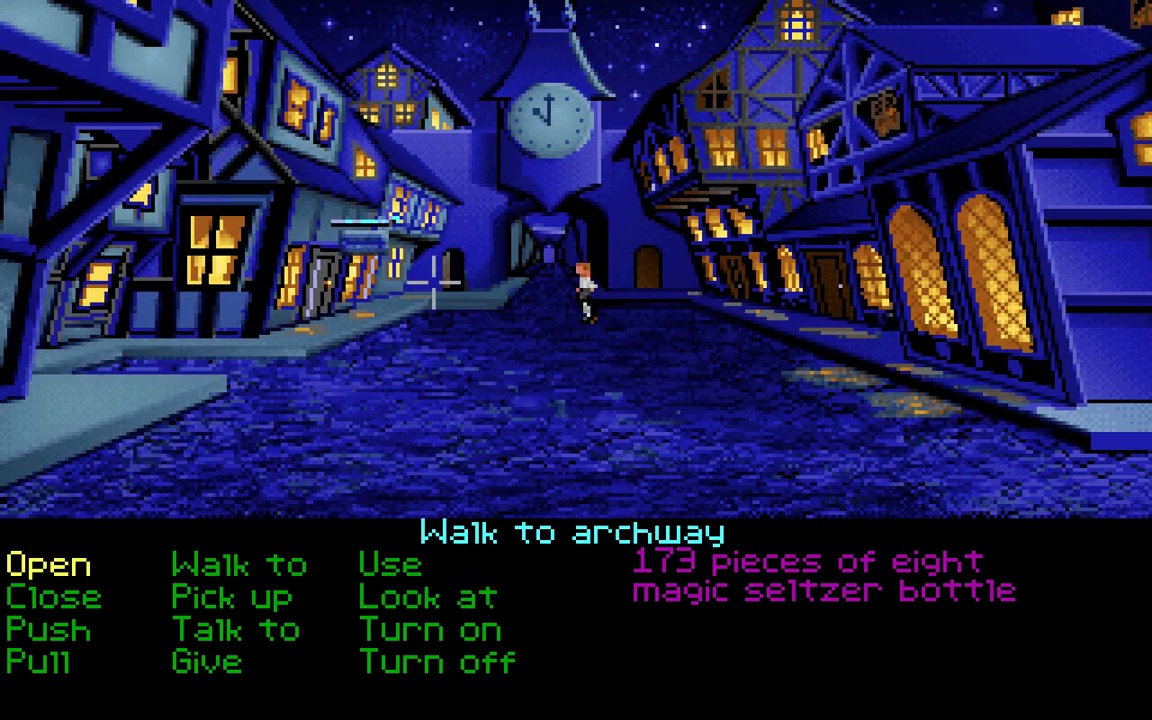 Walk to archway
Open Walk to Use 173 pieces of eight
Close Pick up Look at magic seltzer bottle
Push Talk to Turn on
Pull Give Turn off